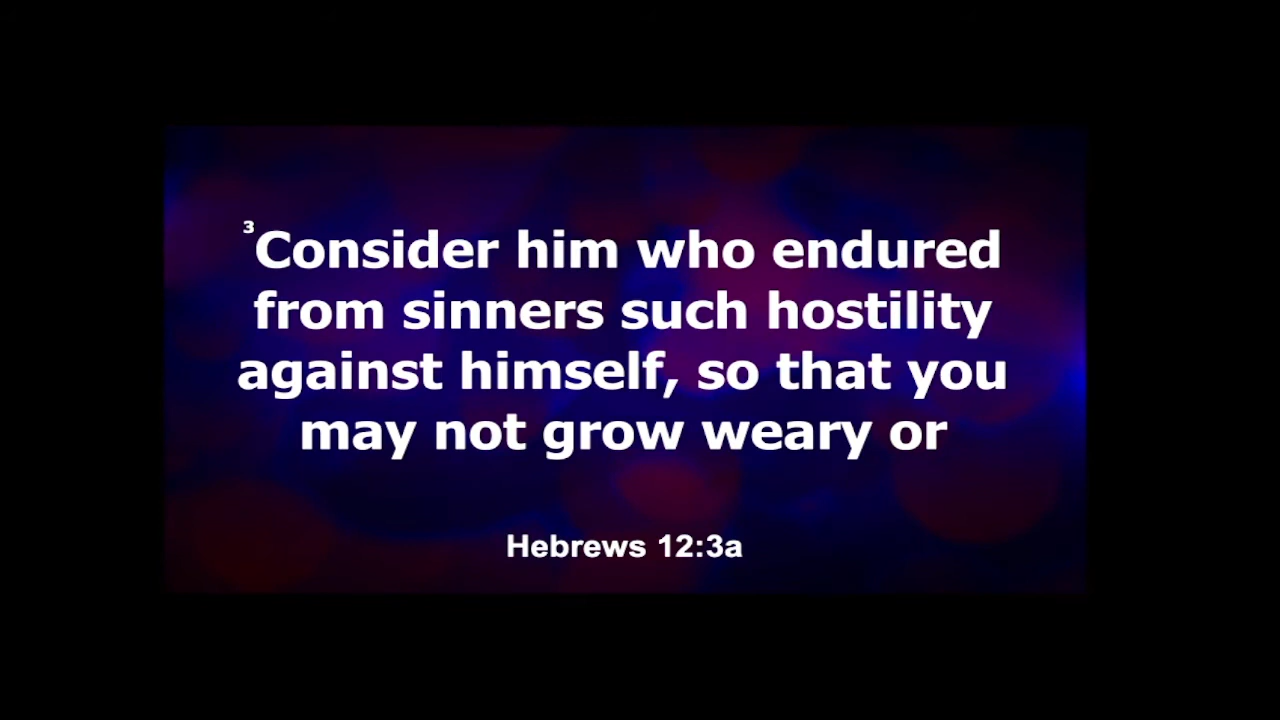 ³Consider him who endured
from sinners such hostility
against himself, so that you
may not grow weary or
Hebrews 12:3a